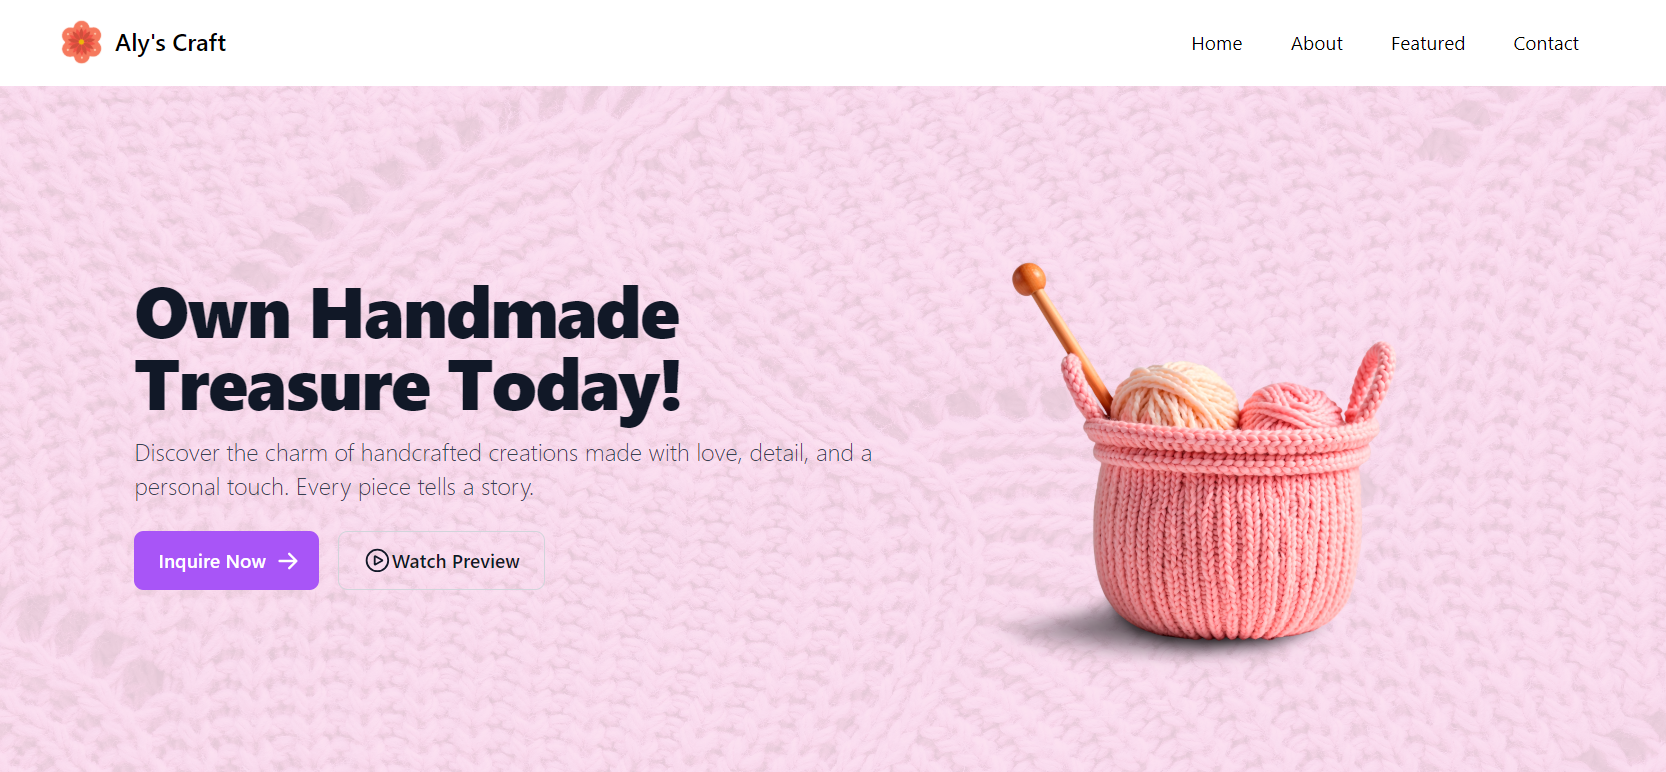 Aly's Craft
Home
About
Featured
Contact
Own Handmade
Treasure Today!
Discover the charm of handcrafted creations made with love, detail, and a
personal touch. Every piece tells a story.
Inquire Now
Watch Preview